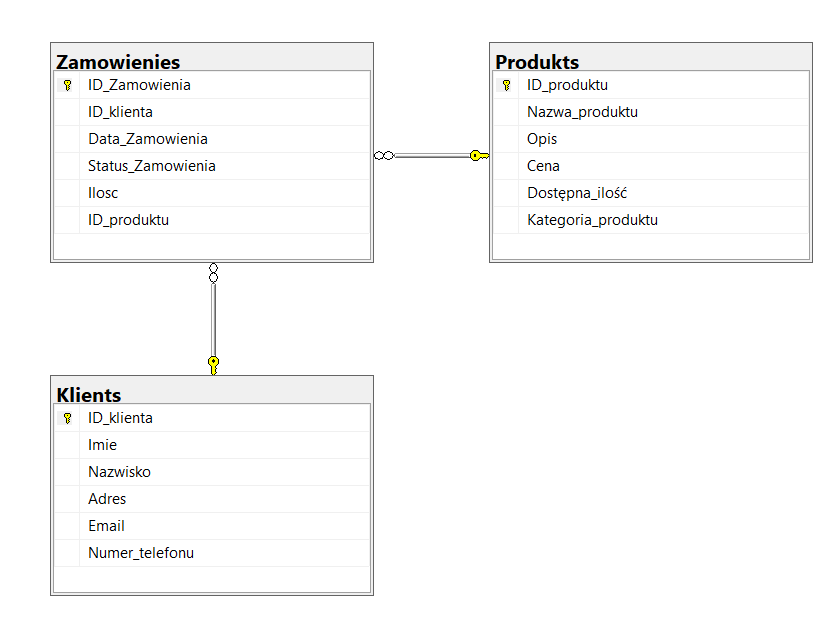 Zamowienies
ID_Zamowienia
ID_klienta
Data_Zamowienia
Status_Zamowienia
Ilosc
ID_produktu
Produkts
ID_produktu
Nazwa_produktu
Opis
Cena
Dostępna_ilość
Kategoria_produktu
Klients
ID_klienta
Imie
Nazwisko
Adres
Email
Numer_telefonu